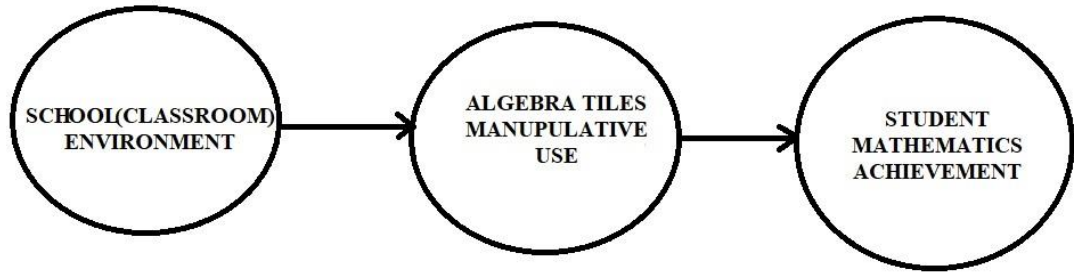 SCHOOL(CLASSROOM)
ENVIRONMENT
ALGEBRA TILES
MANUPULATIVE
USE
STUDENT
MATHEMATICS
ACHIEVEMENT